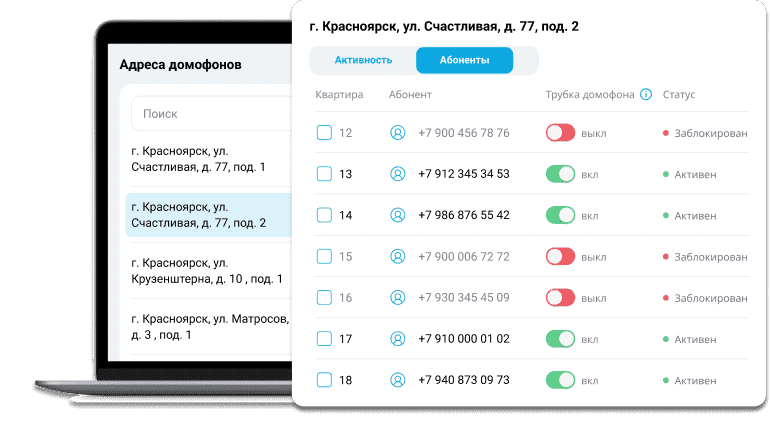 Адреса домофонов
Поиск
г. Красноярск, ул.
Счастливая, д. 77, под. 1
г. Красноярск, ул.
Счастливая, д. 77, под. 2
г. Красноярск, ул.
Крузенштерна, д. 10 , под. 1
г. Красноярск, ул. Матросов,
д. 3 , под. 1
г. Красноярск, ул. Счастливая, д. 77, под. 2
Активность Абоненты
Квартира Абонент Трубка домофона Статус
12 +7 900 456 78 76 выкл Заблокирован
13 +7 912 345 34 53 вкл Активен
14 +7 986 876 55 42 вкл Активен
15 +7 900 006 72 72 выкл Заблокирован
16 +7 930 345 45 09 выкл Заблокирован
17 +7 910 000 01 02 вкл Активен
18 +7 940 873 09 73 вкл Активен